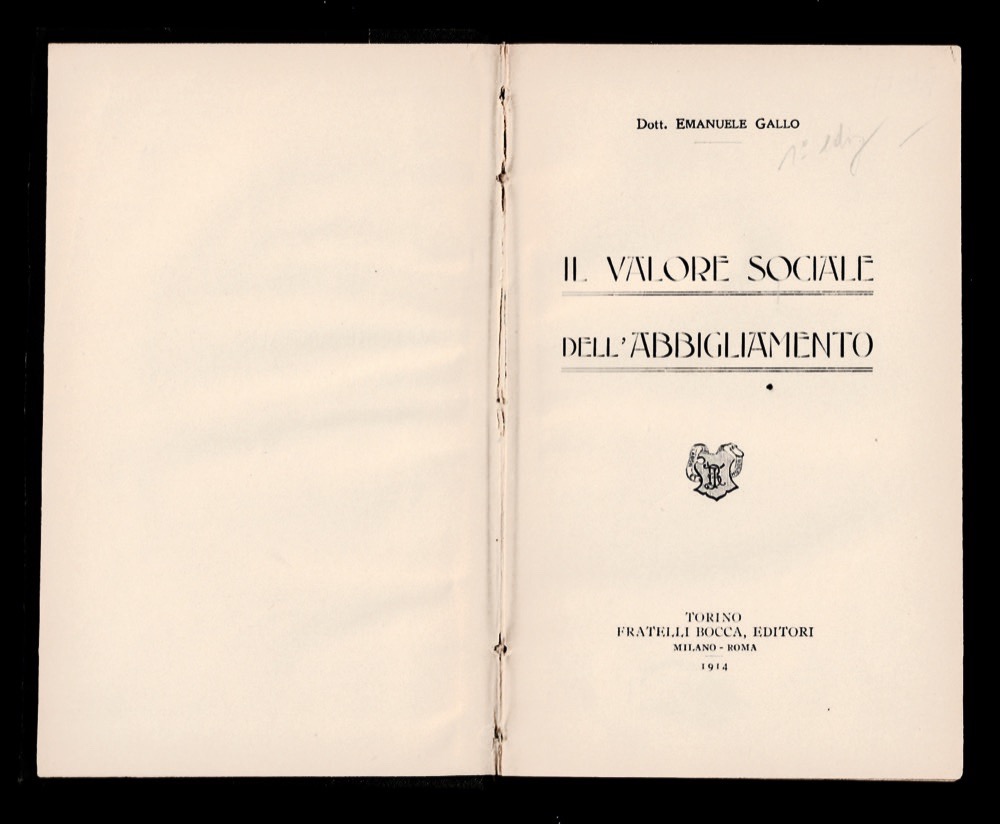 Dott. EMANUELE GALLO
IL VALORE SOCIALE
DELL'ABBIGLIAMENTO
TORINO
FRATELLI BOCCA, EDITORI
MILANO - ROMA
1914